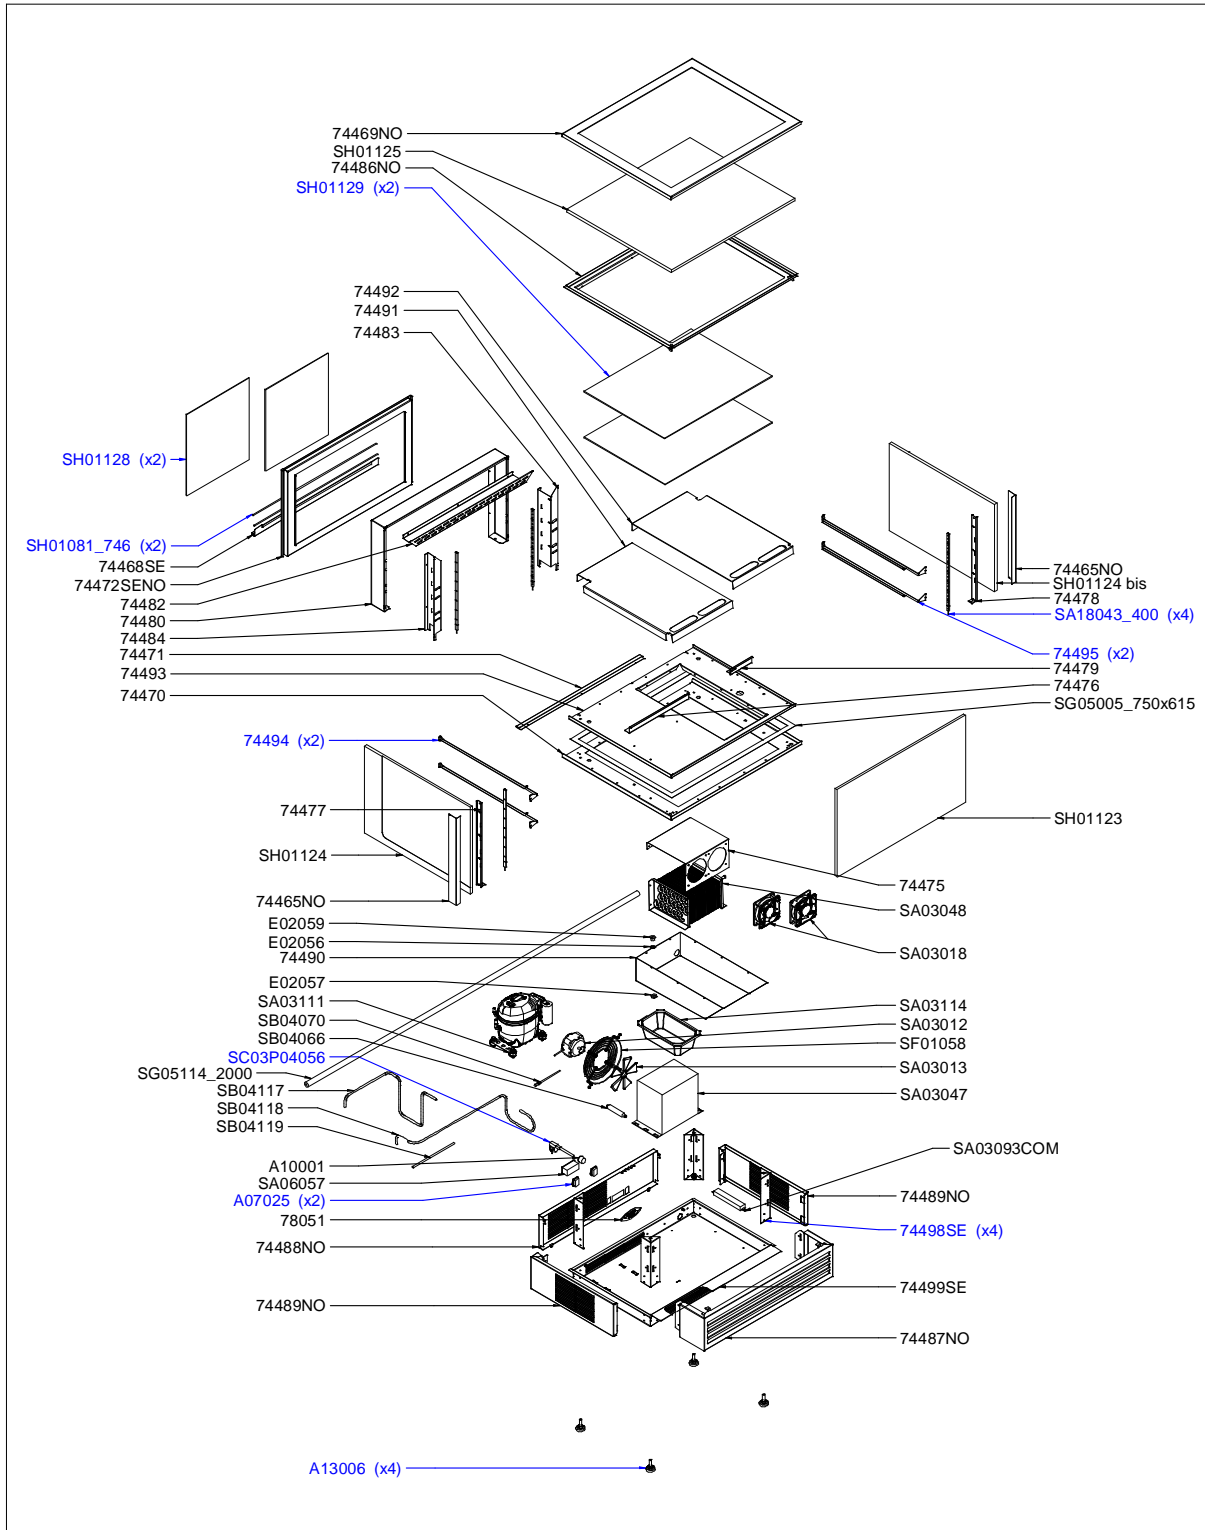 74469NO
SH01125
74486NO
SH01129 (x2)
74492
74491
74483
SH01128 (x2)
SH01081_746 (x2)
74468SE
74472SENO
74482
74480
74484
74471
74493
74470
74465NO
SH01124 bis
74478
SA18043_400 (x4)
74495 (x2)
74479
74476
SG05005_750x615
74494 (x2)
74477
SH01124
74465NO
SH01123
74475
SA03048
SA03018
E02059
E02056
74490
E02057
SA03111
SB04070
SB04066
SC03P04056
SG05114_2000
SB04117
SB04118
SB04119
SA03114
SA03012
SF01058
SA03013
SA03047
A10001
SA06057
A07025 (x2)
78051
74488NO
74489NO
SA03093COM
74489NO
74498SE (x4)
74499SE
74487NO
A13006 (x4)